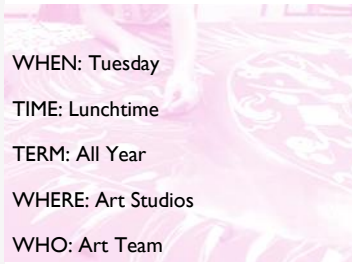 WHEN: Tuesday
TIME: Lunchtime
TERM: All Year
WHERE: Art Studios
WHO: Art Team